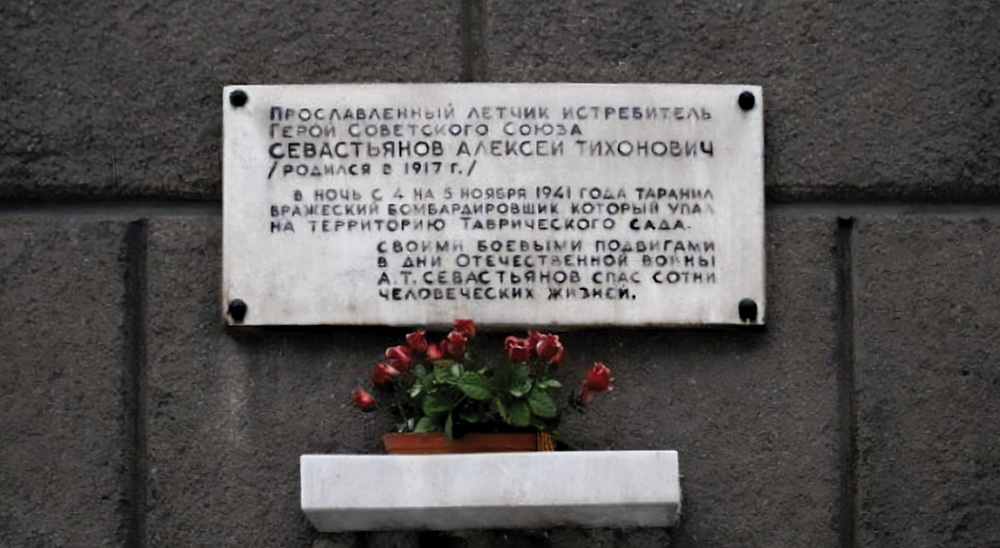 ПРОСЛАВЛЕННЫЙ ЛЕТЧИК ИСТРЕБИТЕЛЬ
ГЕРОЙ СОВЕТСКОГО СОЮЗА
СЕВАСТЬЯНОВ АЛЕКСЕЙ ТИХОНОВИЧ
/РОДИЛСЯ В 1917 Г./
В НОЧЬ С 4 НА 5 НОЯБРЯ 1941 ГОДА ТАРАНИЛ
ВРАЖЕСКИЙ БОМБАРДИРОВЩИК КОТОРЫЙ УПАЛ
НА ТЕРРИТОРИЮ ТАВРИЧЕСКОГО САДА.
СВОИМИ БОЕВЫМИ ПОДВИГАМИ
В ДНИ ОТЕЧЕСТВЕННОЙ ВОЙНЫ
А.Т. СЕВАСТЬЯНОВ СПАС СОТНИ
ЧЕЛОВЕЧЕСКИХ ЖИЗНЕЙ.